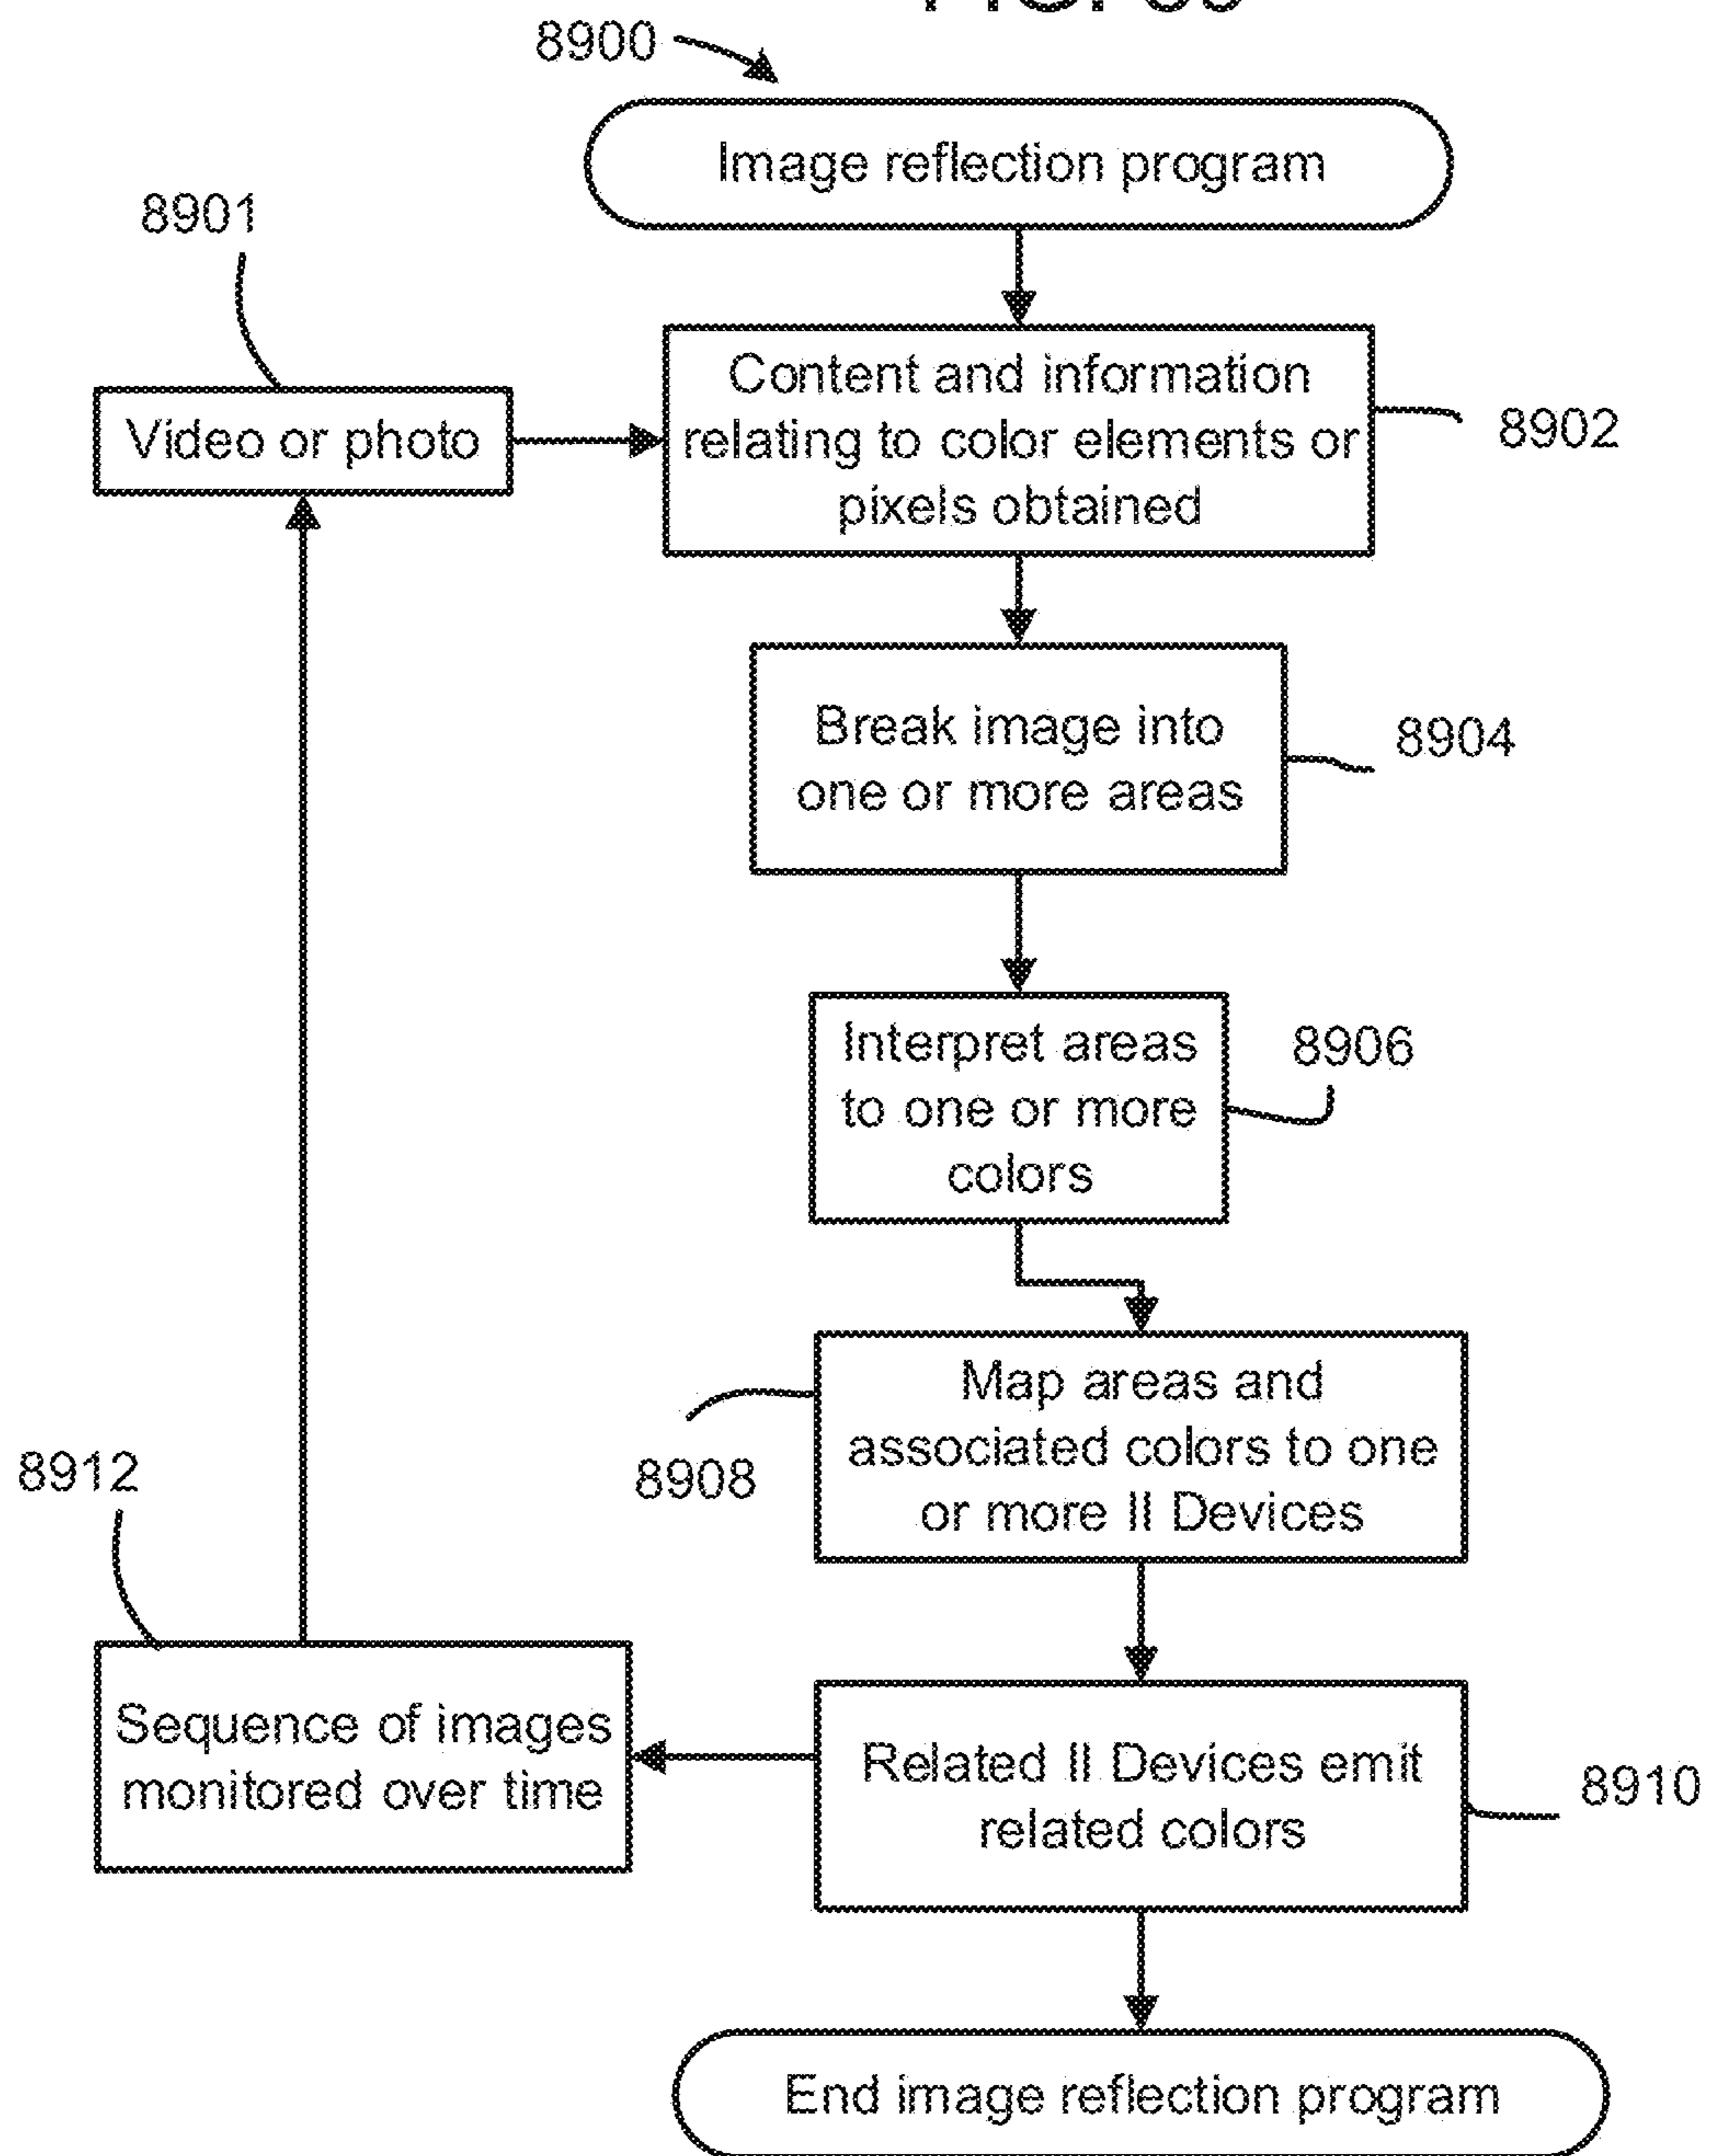 8900
Image reflection program
8901
Video or photo
Content and information
relating to color elements or
pixels obtained
8902
Break image into
one or more areas
8904
Interpret areas
to one or more
colors
8906
Map areas and
associated colors to one
or more II Devices
8908
8912
Sequence of images
monitored over time
Related II Devices emit
related colors
8910
End image reflection program